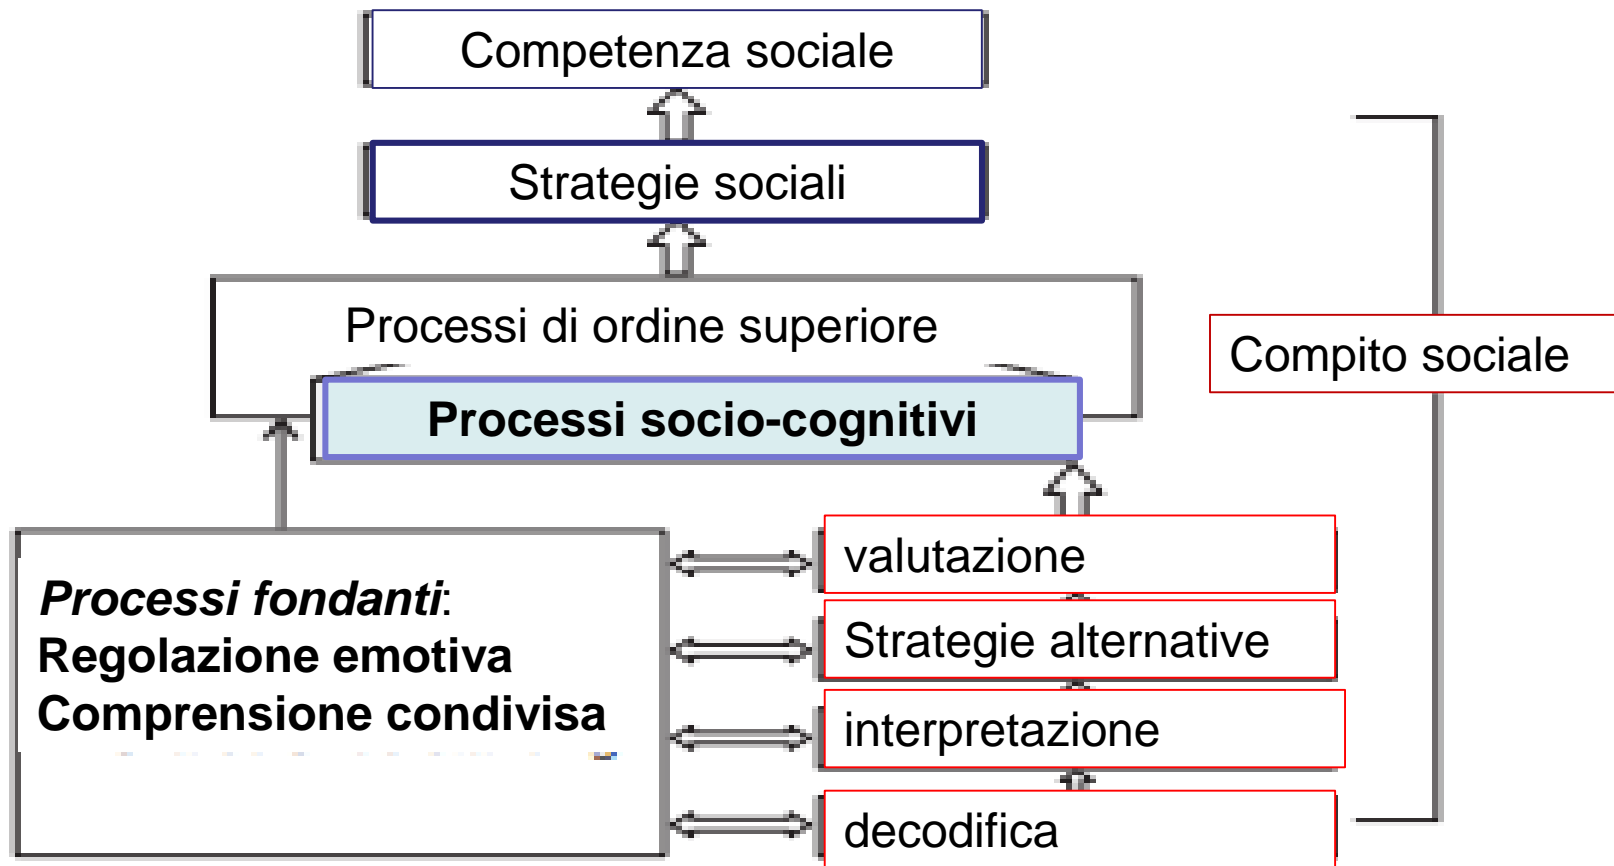 Competenza sociale
Strategie sociali
Processi di ordine superiore
Compito sociale
Processi socio-cognitivi
Processi fondanti:
Regolazione emotiva
Comprensione condivisa
valutazione
Strategie alternative
interpretazione
decodifica